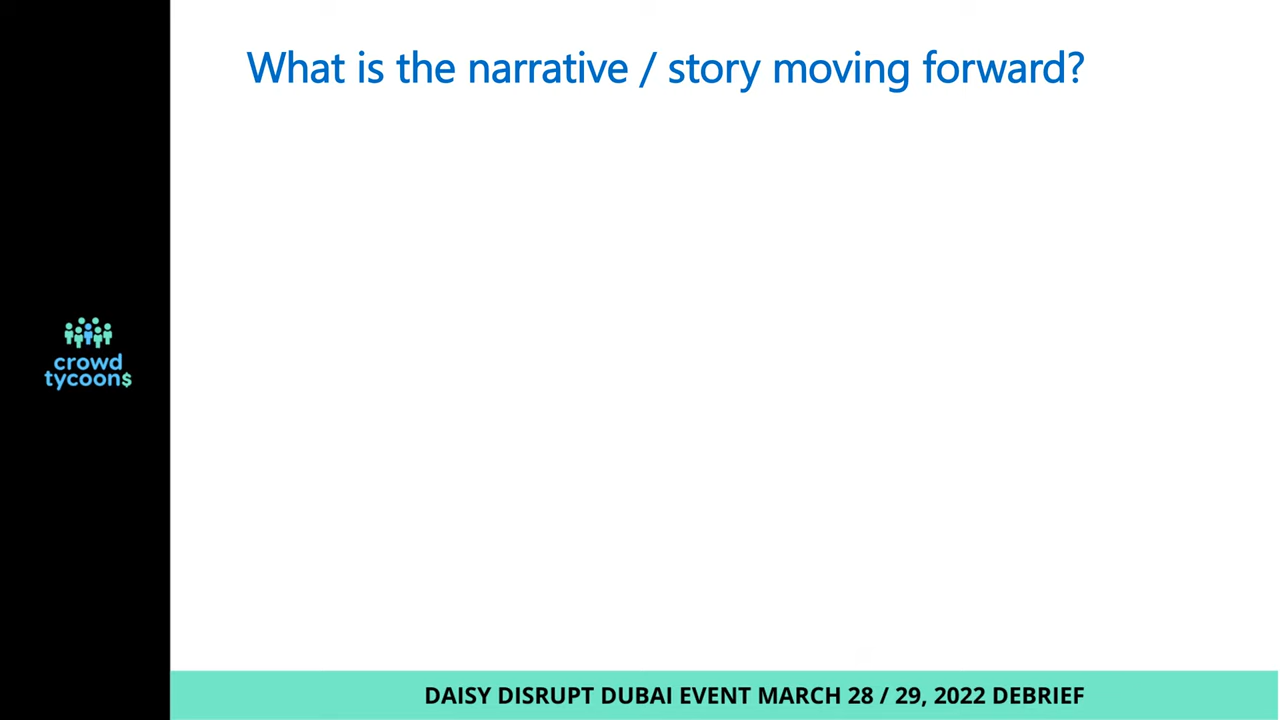 What is the narrative / story moving forward?
crowd
tycoon$
DAISY DISRUPT DUBAI EVENT MARCH 28 / 29, 2022 DEBRIEF